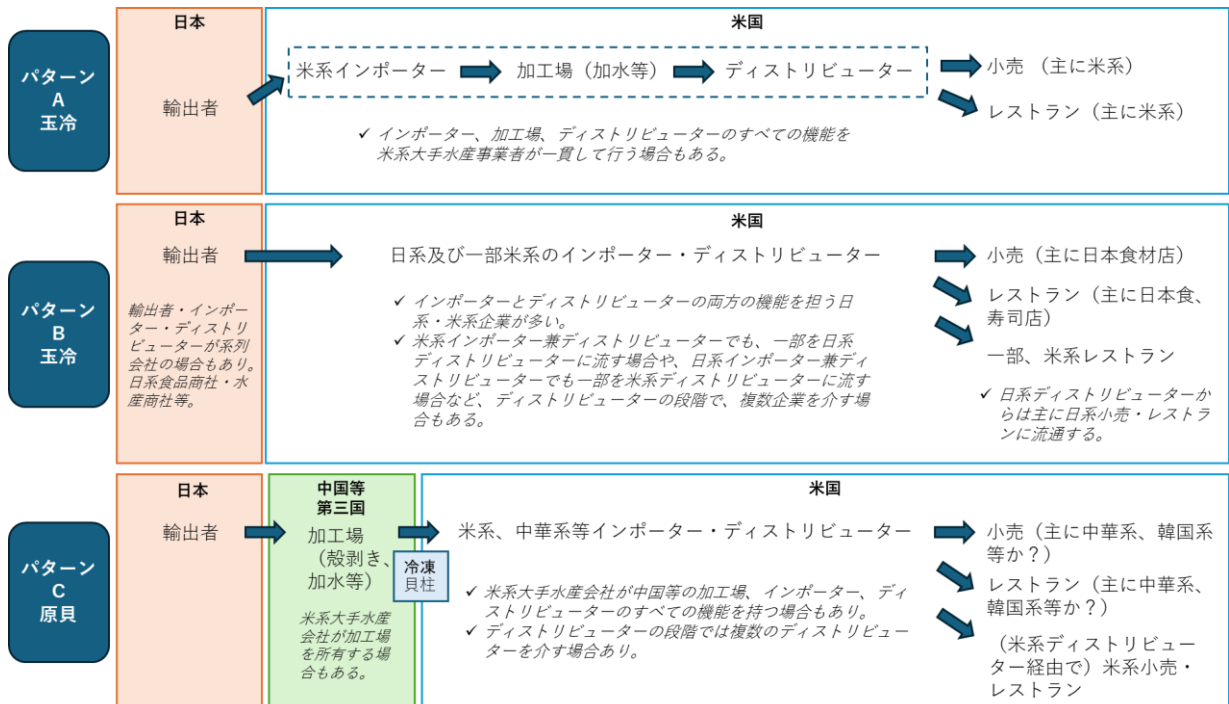 パターン
A
玉冷
日本
輸出者
米国
米系インポーター
加工場（加水等）
ディストリビューター
小売 （主に米系）
レストラン（主に米系）
✓ インポーター、加工場、ディストリビューターのすべての機能を
米系大手水産事業者が一貫して行う場合もある。
パターン
B
玉冷
日本
輸出者
輸出者・インポ
ーター・ディストリ
ビューターが系列
会社の場合もあり。
日系食品商社・水
産商社等。
米国
日系及び一部米系のインポーター・ディストリビューター
✓ インポーターとディストリビューターの両方の機能を担う日
系・米系企業が多い。
✓ 米系インポーター兼ディストリビューターでも、一部を日系
ディストリビューターに流す場合や、日系インポーター兼ディ
ストリビューターでも一部を米系ディストリビューターに流す
場合など、ディストリビューターの段階で、複数企業を介す場
合もある。
小売（主に日本食材店）
レストラン（主に日本食、
寿司店）
一部、米系レストラン
✓ 日系ディストリビューターか
らは主に日系小売・レストラ
ンに流通する。
パターン
C
原貝
日本
輸出者
中国等
第三国
加工場
（殻剥き、
加水等）
米系大手水産
会社が加工場
を所有する場
合もある。
冷凍
貝柱
米国
米系、中華系等インポーター・ディストリビューター
✓ 米系大手水産会社が中国等の加工場、インポーター、ディ
ストリビューターのすべての機能を持つ場合もあり。
✓ ディストリビューターの段階では複数のディストリビュー
ターを介す場合あり。
小売（主に中華系、韓国系
等か？）
レストラン（主に中華系、
韓国系等か？）
（米系ディストリビュー
ター経由で）米系小売・
レストラン